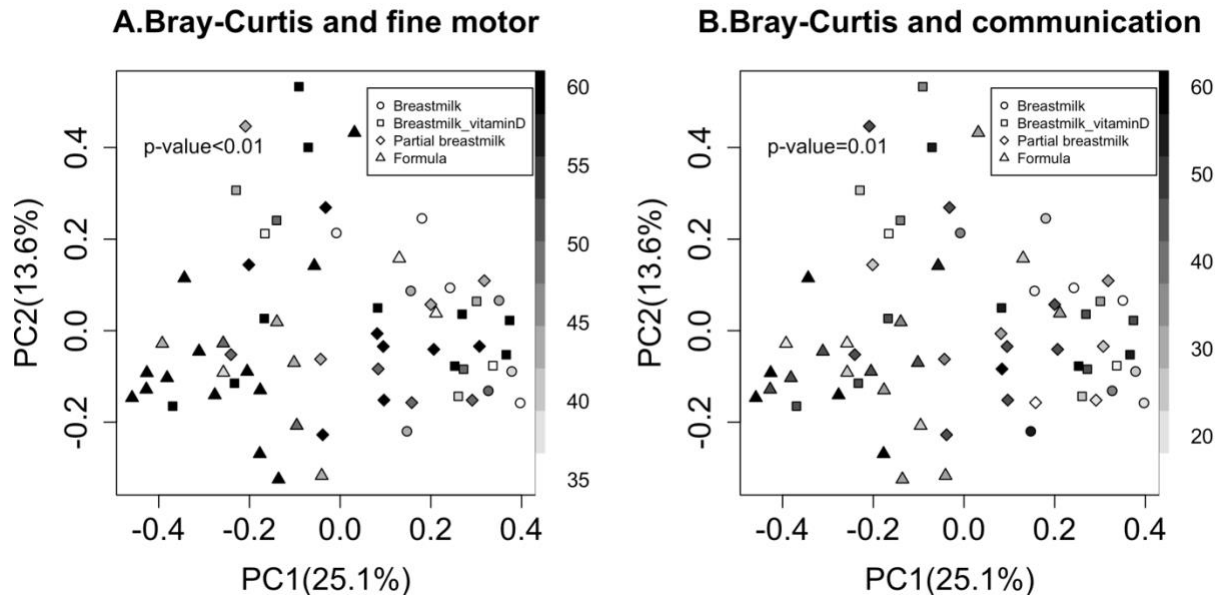 A.Bray-Curtis and fine motor
p-value<0.01
Breastmilk
Breastmilk_vitaminD
Partial breastmilk
Formula
PC2(13.6%)
0.4
0.2
0.0
-0.2
-0.4
-0.2
0.0
0.2
0.4
PC1(25.1%)
60
55
50
45
40
35
B.Bray-Curtis and communication
p-value=0.01
Breastmilk
Breastmilk_vitaminD
Partial breastmilk
Formula
PC2(13.6%)
0.4
0.2
0.0
-0.2
-0.4
-0.2
0.0
0.2
0.4
PC1(25.1%)
60
50
40
30
20